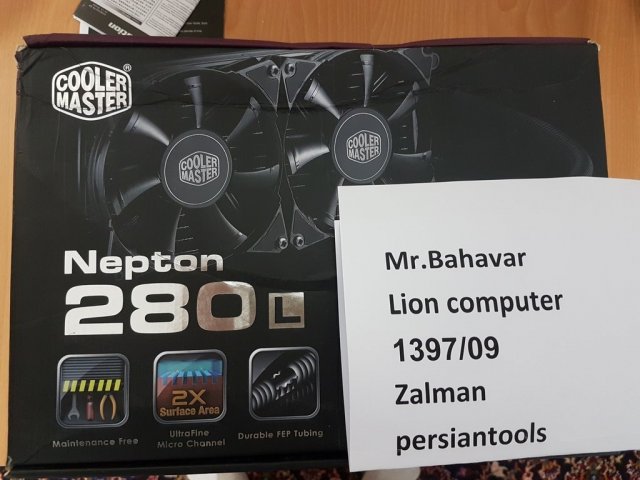 COOLER
MASTER
®
COOLER
MASTER
COOLER
MASTER
Nepton
280L
Maintenance Free
2X
Surface Area
UltraFine
Micro Channel
Durable FEP Tubing
Mr.Bahavar
Lion computer
1397/09
Zalman
persiantools